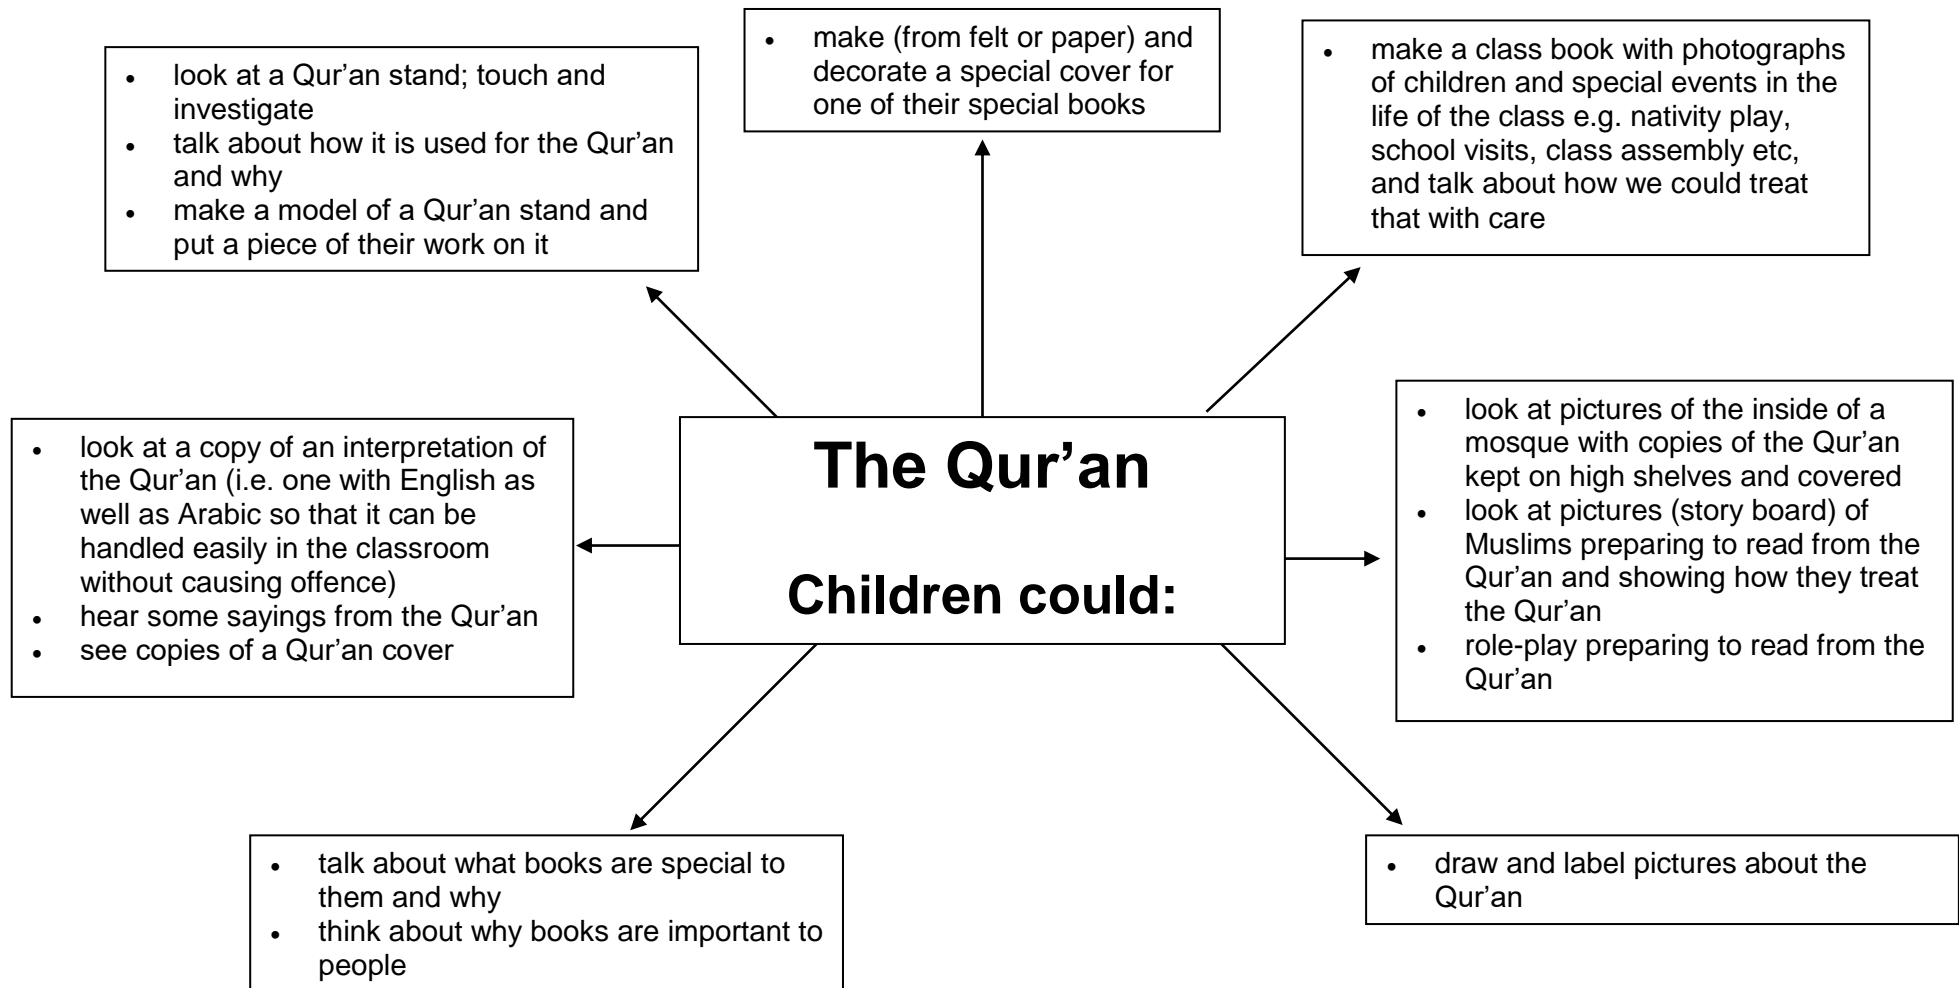 • look at a Qur’an stand; touch and
investigate
• talk about how it is used for the Qur’an
and why
• make a model of a Qur’an stand and
put a piece of their work on it
• make (from felt or paper) and
decorate a special cover for
one of their special books
• make a class book with photographs
of children and special events in the
life of the class e.g. nativity play,
school visits, class assembly etc,
and talk about how we could treat
that with care
• look at a copy of an interpretation of
the Qur’an (i.e. one with English as
well as Arabic so that it can be
handled easily in the classroom
without causing offence)
• hear some sayings from the Qur’an
• see copies of a Qur’an cover
The Qur’an
Children could:
• look at pictures of the inside of a
mosque with copies of the Qur’an
kept on high shelves and covered
• look at pictures (story board) of
Muslims preparing to read from the
Qur’an and showing how they treat
the Qur’an
• role-play preparing to read from the
Qur’an
• talk about what books are special to
them and why
• think about why books are important to
people
• draw and label pictures about the
Qur’an